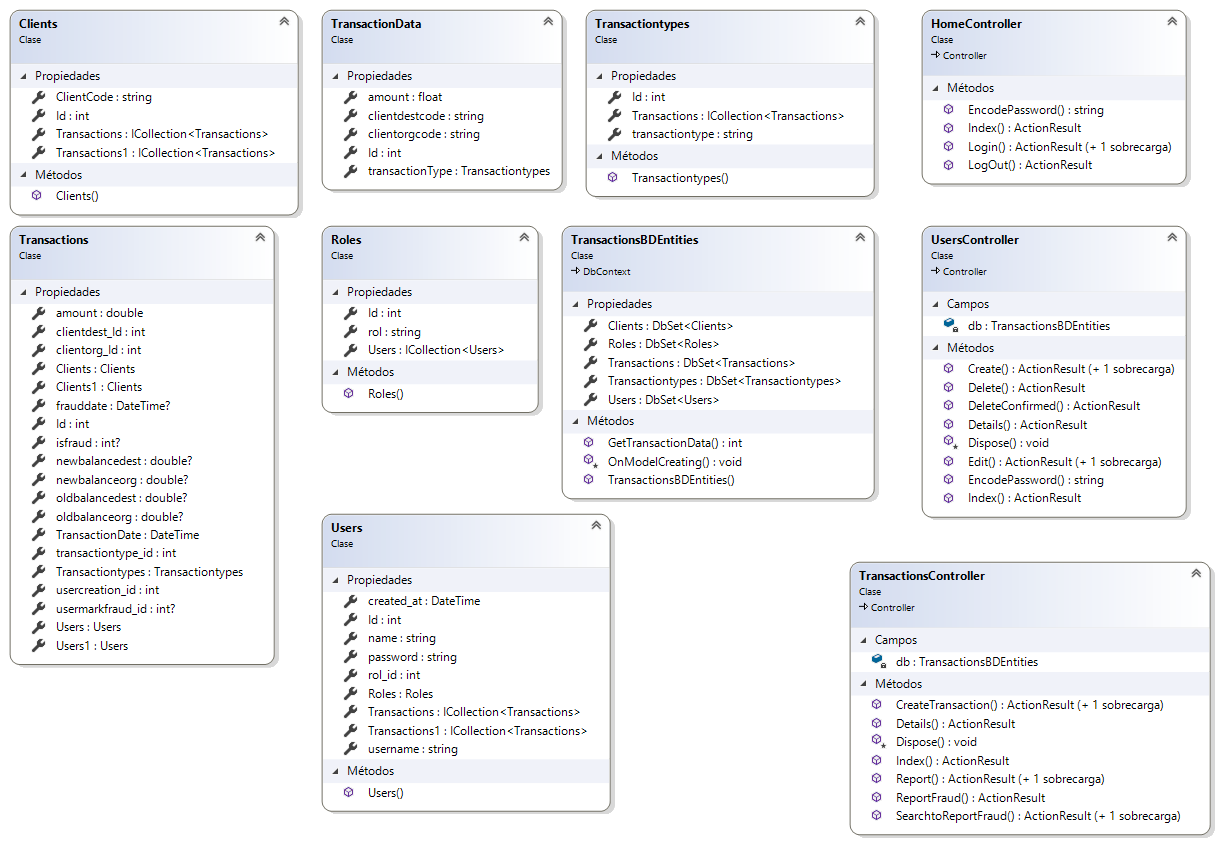 Clients
Clase
Propiedades
ClientCode : string
Id : int
Transactions : ICollection<Transactions>
Transactions1 : ICollection<Transactions>
Métodos
Clients()
TransactionData
Clase
Propiedades
amount : float
clientdestcode : string
clientorgcode : string
Id : int
transactionType : Transactiontypes
Transactiontypes
Clase
Propiedades
Id : int
Transactions : ICollection<Transactions>
transactiontype : string
Métodos
Transactiontypes()
HomeController
Clase
Controller
Métodos
EncodePassword() : string
Index() : ActionResult
Login() : ActionResult (+ 1 sobrecarga)
LogOut() : ActionResult
Transactions
Clase
Propiedades
amount : double
clientdest_Id : int
clientorg_Id : int
Clients : Clients
Clients1 : Clients
frauddate : DateTime?
Id : int
isfraud : int?
newbalancedest : double?
newbalanceorg : double?
oldbalancedest : double?
oldbalanceorg : double?
TransactionDate : DateTime
transactiontype_id : int
Transactiontypes : Transactiontypes
usercreation_id : int
usermarkfraud_id : int?
Users : Users
Users1 : Users
Roles
Clase
Propiedades
Id : int
rol : string
Users : ICollection<Users>
Métodos
Roles()
TransactionsBDEntities
Clase
DbContext
Propiedades
Clients : DbSet<Clients>
Roles : DbSet<Roles>
Transactions : DbSet<Transactions>
Transactiontypes : DbSet<Transactiontypes>
Users : DbSet<Users>
Métodos
GetTransactionData() : int
OnModelCreating() : void
TransactionsBDEntities()
UsersController
Clase
Controller
Campos
db : TransactionsBDEntities
Métodos
Create() : ActionResult (+ 1 sobrecarga)
Delete() : ActionResult
DeleteConfirmed() : ActionResult
Details() : ActionResult
Dispose() : void
Edit() : ActionResult (+ 1 sobrecarga)
EncodePassword() : string
Index() : ActionResult
Users
Clase
Propiedades
created_at : DateTime
Id : int
name : string
password : string
rol_id : int
Roles : Roles
Transactions : ICollection<Transactions>
Transactions1 : ICollection<Transactions>
username : string
Métodos
Users()
TransactionsController
Clase
Controller
Campos
db : TransactionsBDEntities
Métodos
CreateTransaction() : ActionResult (+ 1 sobrecarga)
Details() : ActionResult
Dispose() : void
Index() : ActionResult
Report() : ActionResult (+ 1 sobrecarga)
ReportFraud() : ActionResult
SearchtoReportFraud() : ActionResult (+ 1 sobrecarga)